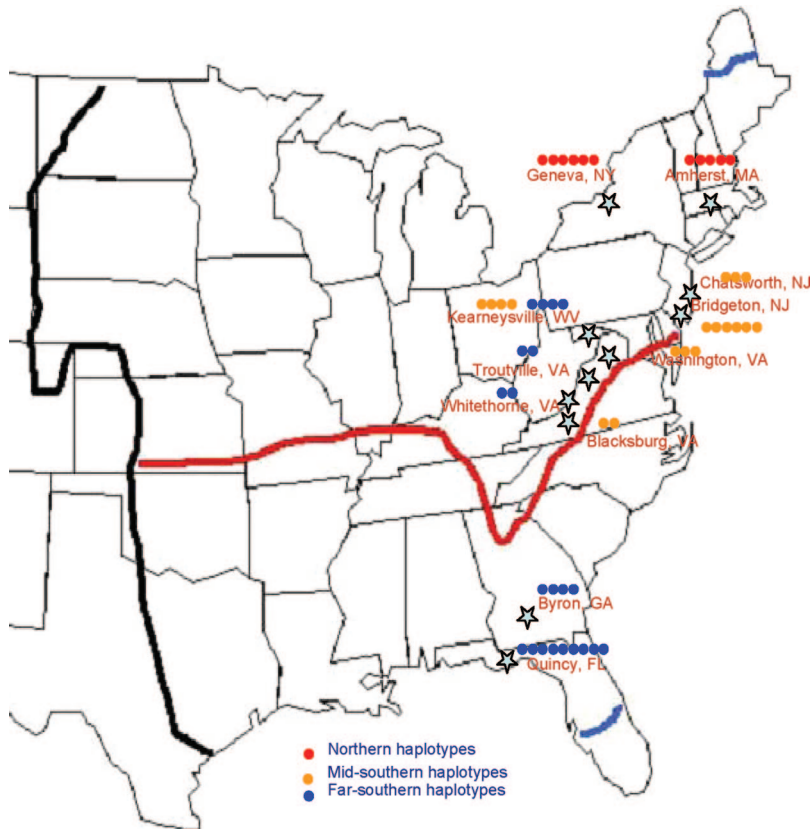 Geneva, NY
Amherst, MA
Chatsworth, NJ
Bridgeton, NJ
Kearneysville, WV
Washington, VA
Troutville, VA
Whitethorne, VA
Blacksburg, VA
Byron, GA
Quincy, FL
Northern haplotypes
Mid-southern haplotypes
Far-southern haplotypes